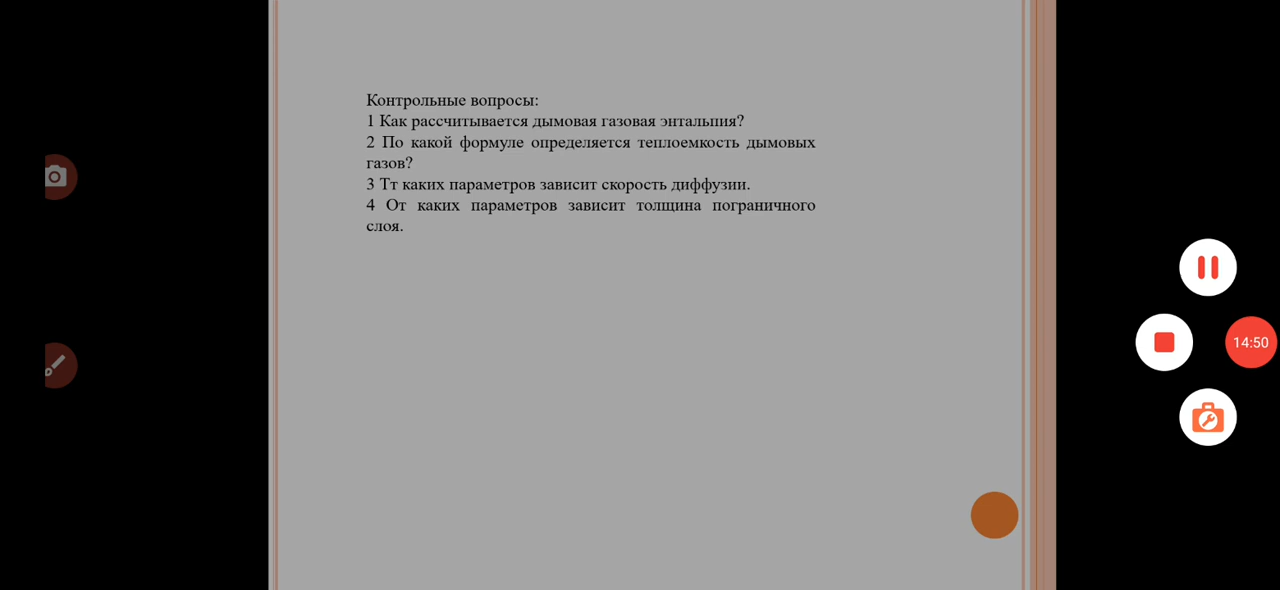 Контрольные вопросы:
1 Как рассчитывается дымовая газовая энтальпия?
2 По какой формуле определяется теплоемкость дымовых
газов?
3 Тт каких параметров зависит скорость диффузии.
4 От каких параметров зависит толщина пограничного
слоя.
14:50